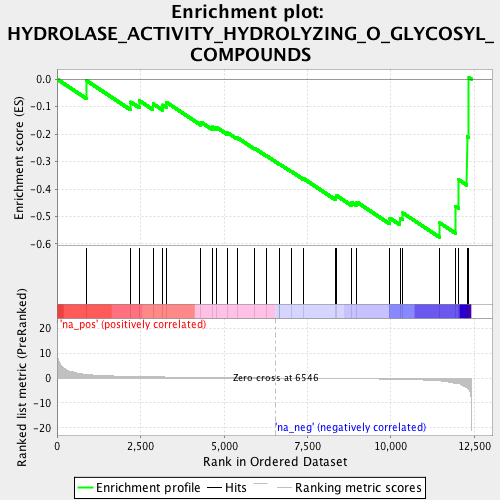 Enrichment plot:
HYDROLASE_ACTIVITY_HYDROLYZING_O_GLYCOSYL_
COMPOUNDS
Enrichment score (ES)
0.0
-0.1
-0.2
-0.3
-0.4
-0.5
-0.6
'na_pos' (positively correlated)
Ranked list metric (PreRanked)
20
10
0
-10
-20
Zero cross at 6546
'na_neg' (negatively correlated)
0
2,500
5,000
7,500
10,000
12,500
Rank in Ordered Dataset
Enrichment profile
Hits
Ranking metric scores